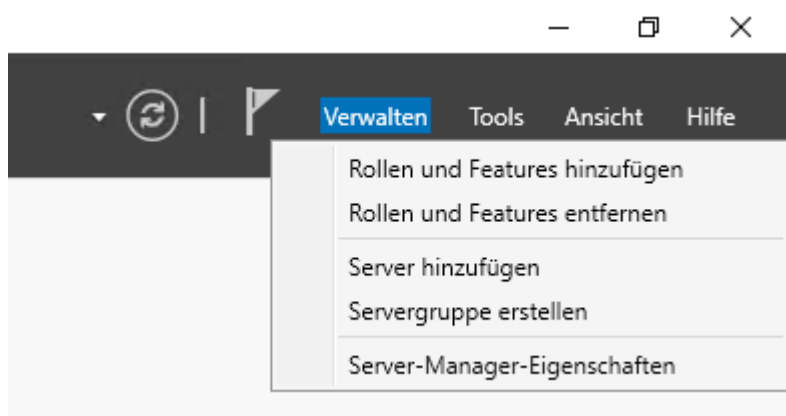 Verwalten Tools Ansicht Hilfe
Rollen und Features hinzufügen
Rollen und Features entfernen
Server hinzufügen
Servergruppe erstellen
Server-Manager-Eigenschaften